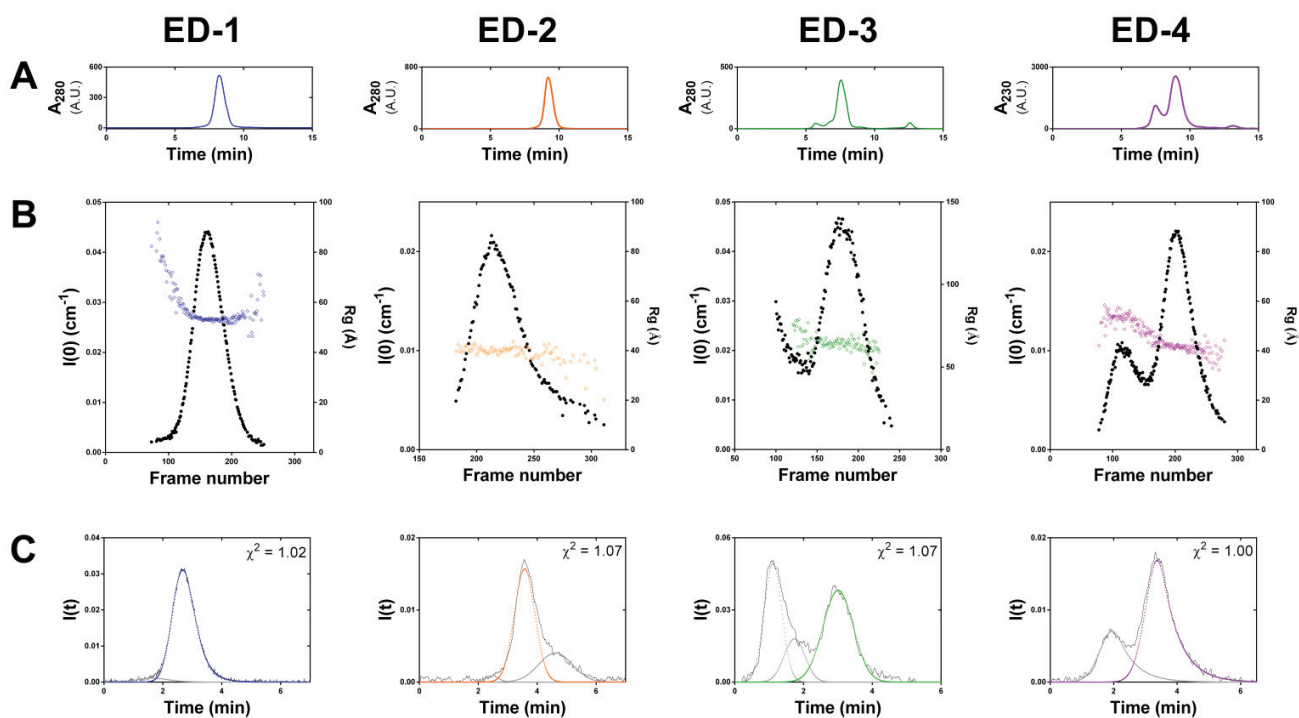 ED-1 ED-2 ED-3 ED-4
A
A280 (A.U.) 600 300 0 0 5 10 15 Time (min)
A280 (A.U.) 800 0 0 5 10 15 Time (min)
A280 (A.U.) 500 0 0 5 10 15 Time (min)
A230 (A.U.) 3000 0 0 5 10 15 Time (min)
B
I(0) (cm-1) 0.05 0.04 0.03 0.02 0.01 0.00 0 100 200 300 Frame number 100 80 60 40 20 0 Rg (Å)
I(0) (cm-1) 0.02 0.01 0.00 150 200 250 300 Frame number 100 80 60 40 20 0 Rg (Å)
I(0) (cm-1) 0.05 0.04 0.03 0.02 0.01 0.00 50 100 150 200 250 300 Frame number 150 100 50 0 Rg (Å)
I(0) (cm-1) 0.02 0.01 0.00 0 100 200 300 Frame number 100 80 60 40 20 0 Rg (Å)
C
I(t) 0.04 0.03 0.02 0.01 0.00 0 2 4 6 Time (min) χ2 = 1.02
I(t) 0.02 0.01 0.00 0 2 4 6 Time (min) χ2 = 1.07
I(t) 0.06 0.04 0.02 0.00 0 2 4 6 Time (min) χ2 = 1.07
I(t) 0.02 0.01 0.00 0 2 4 6 Time (min) χ2 = 1.00